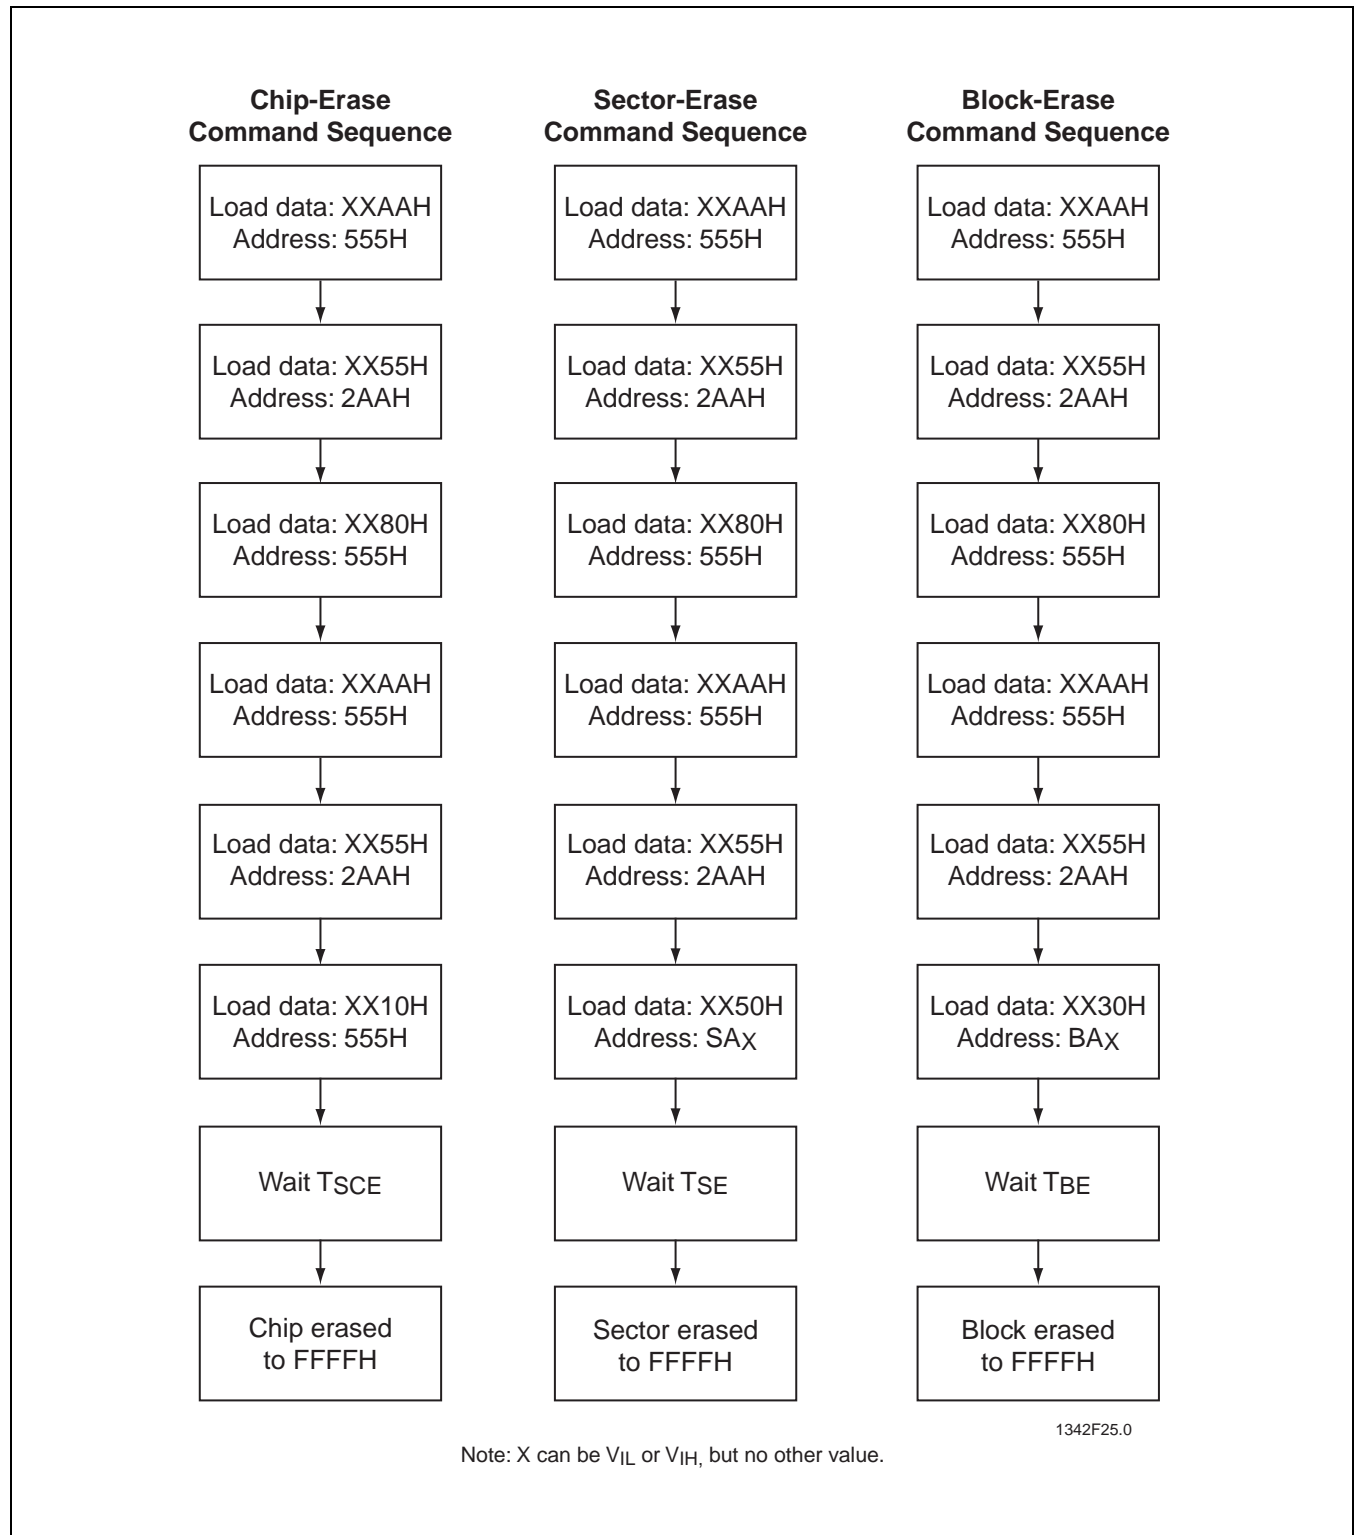 Chip-Erase
Command Sequence
Load data: XXAAH
Address: 555H
Load data: XX55H
Address: 2AAH
Load data: XX80H
Address: 555H
Load data: XXAAH
Address: 555H
Load data: XX55H
Address: 2AAH
Load data: XX10H
Address: 555H
Wait TSCE
Chip erased
to FFFFH
Sector-Erase
Command Sequence
Load data: XXAAH
Address: 555H
Load data: XX55H
Address: 2AAH
Load data: XX80H
Address: 555H
Load data: XXAAH
Address: 555H
Load data: XX55H
Address: 2AAH
Load data: XX50H
Address: SAX
Wait TSE
Sector erased
to FFFFH
Block-Erase
Command Sequence
Load data: XXAAH
Address: 555H
Load data: XX55H
Address: 2AAH
Load data: XX80H
Address: 555H
Load data: XXAAH
Address: 555H
Load data: XX55H
Address: 2AAH
Load data: XX30H
Address: BAX
Wait TBE
Block erased
to FFFFH
1342F25.0
Note: X can be VIL or VIH, but no other value.